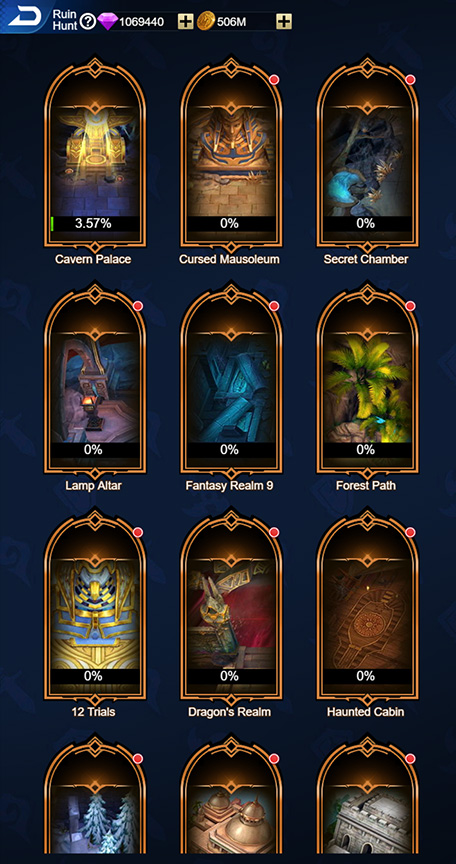 Ruin
Hunt
?
1069440
506M
3.57%
0%
0%
Cavern Palace
Cursed Mausoleum
Secret Chamber
0%
0%
0%
Lamp Altar
Fantasy Realm 9
Forest Path
0%
0%
0%
12 Trials
Dragon's Realm
Haunted Cabin